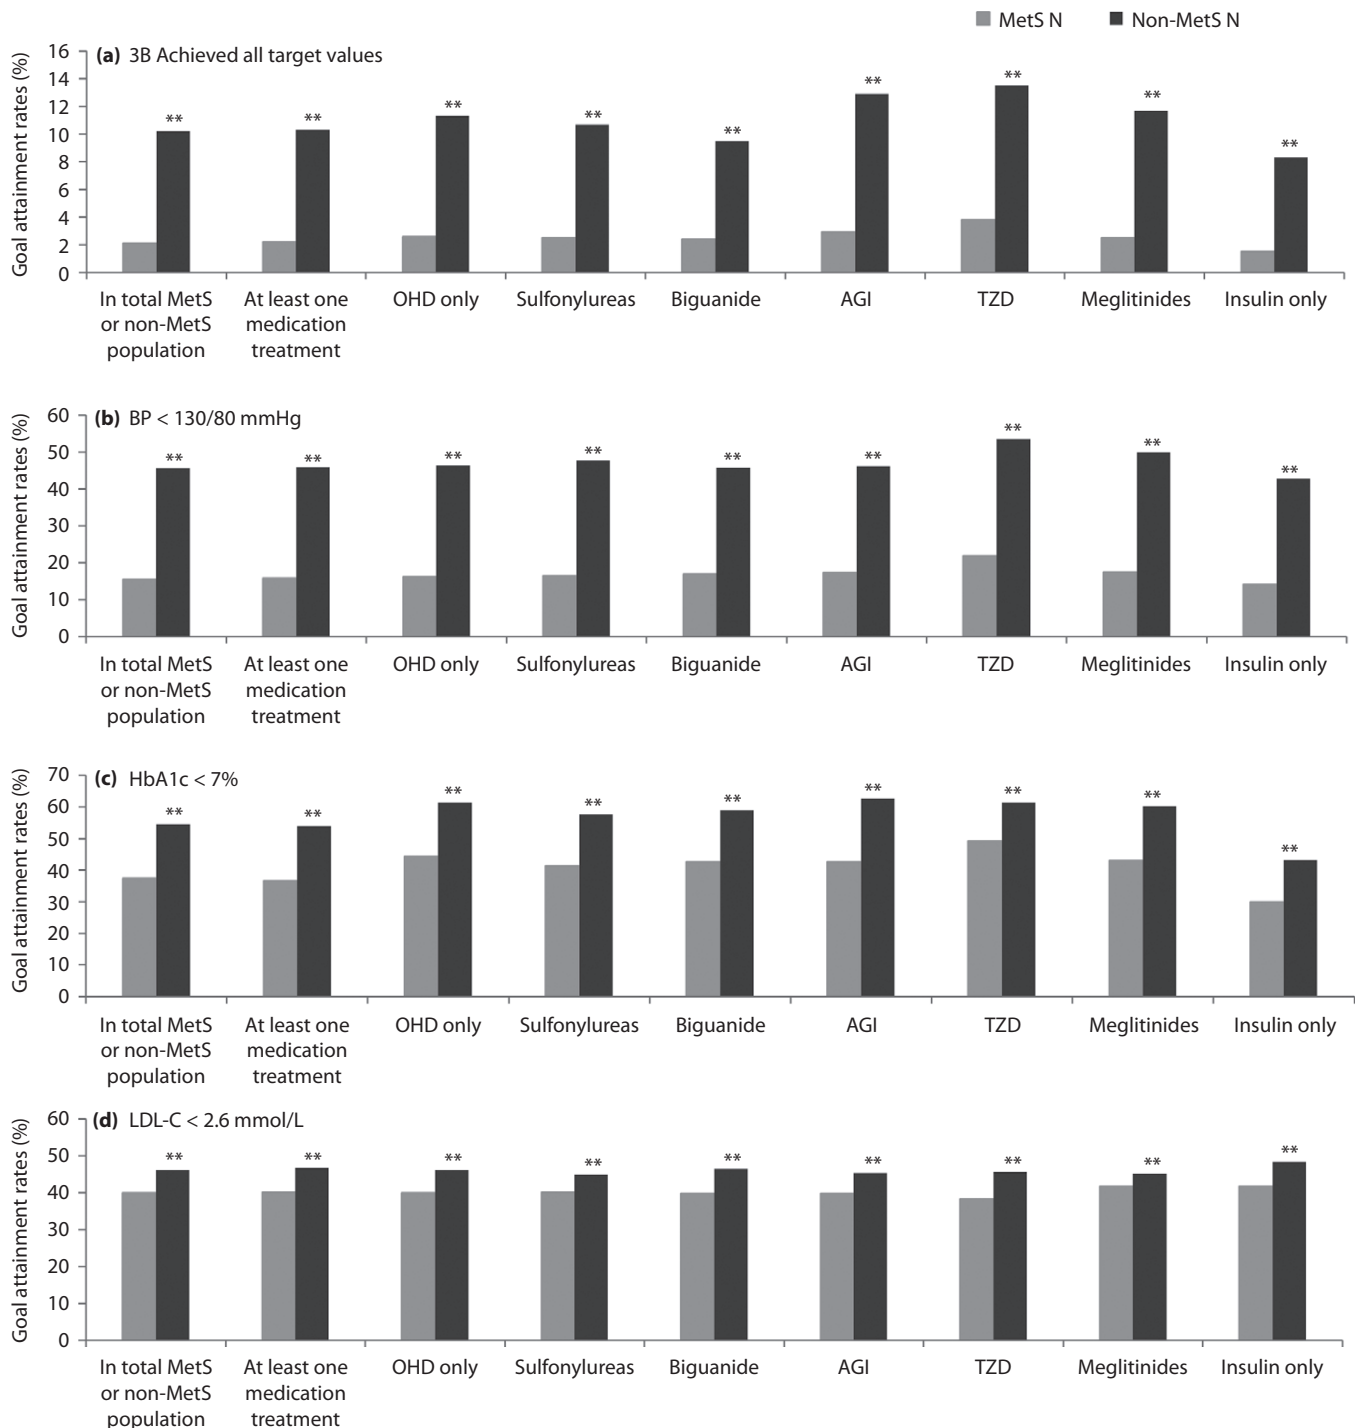 MetS N   Non-MetS N
(a) 3B Achieved all target values
Goal attainment rates (%)
16
14
12
10
8
6
4
2
0
** ** ** ** ** ** ** ** **
In total MetS or non-MetS population
At least one medication treatment
OHD only
Sulfonylureas
Biguanide
AGI
TZD
Meglitinides
Insulin only
(b) BP < 130/80 mmHg
Goal attainment rates (%)
60
50
40
30
20
10
0
** ** ** ** ** ** ** ** **
In total MetS or non-MetS population
At least one medication treatment
OHD only
Sulfonylureas
Biguanide
AGI
TZD
Meglitinides
Insulin only
(c) HbA1c < 7%
Goal attainment rates (%)
70
60
50
40
30
20
10
0
** ** ** ** ** ** ** ** **
In total MetS or non-MetS population
At least one medication treatment
OHD only
Sulfonylureas
Biguanide
AGI
TZD
Meglitinides
Insulin only
(d) LDL-C < 2.6 mmol/L
Goal attainment rates (%)
60
50
40
30
20
10
0
** ** ** ** ** ** ** ** **
In total MetS or non-MetS population
At least one medication treatment
OHD only
Sulfonylureas
Biguanide
AGI
TZD
Meglitinides
Insulin only